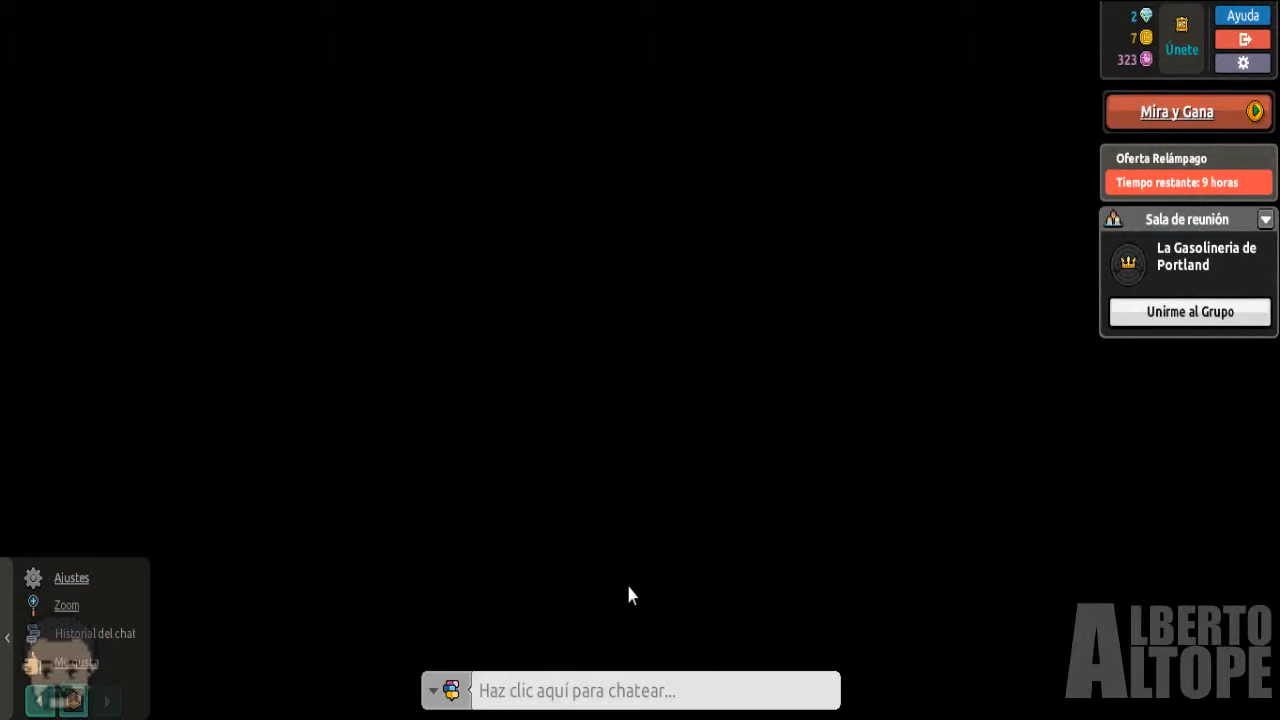 2
7
323
Únete
Ayuda
Mira y Gana
Oferta Relámpago
Tiempo restante: 9 horas
Sala de reunión
La Gasolineria de
Portland
Unirme al Grupo
Ajustes
Zoom
Historial del chat
Me gusta
Haz clic aquí para chatear...
ALBERTO
ALTOPE